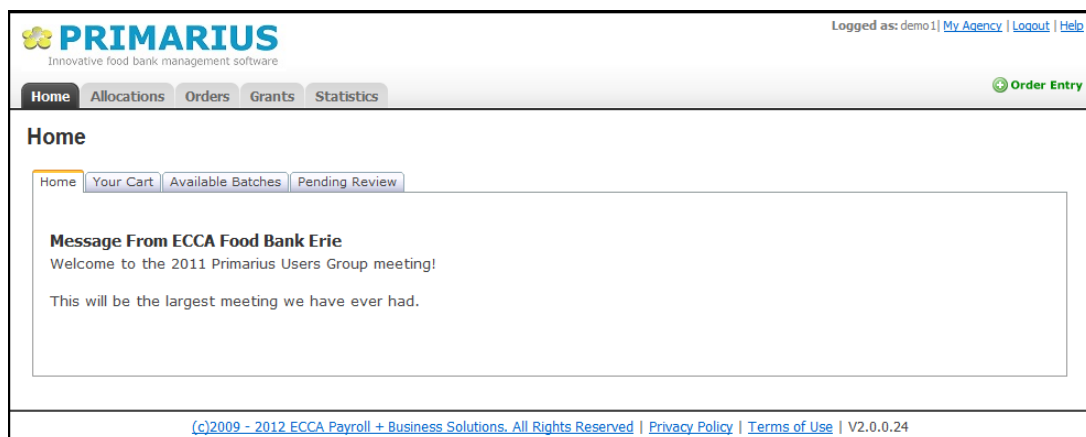 PRIMARIUS
Innovative food bank management software
Logged as: demo1| My Agency | Logout | Help
Home Allocations Orders Grants Statistics
Order Entry
Home
Home Your Cart Available Batches Pending Review
Message From ECCA Food Bank Erie
Welcome to the 2011 Primarius Users Group meeting!
This will be the largest meeting we have ever had.
(c)2009 - 2012 ECCA Payroll + Business Solutions. All Rights Reserved | Privacy Policy | Terms of Use | V2.0.0.24